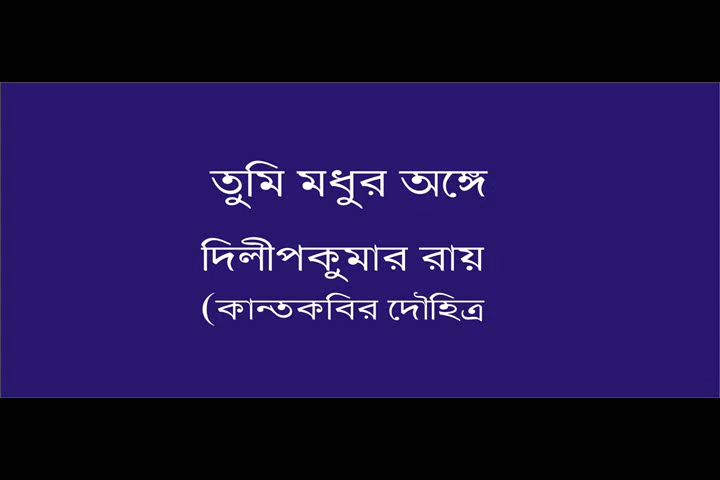 তুমি মধুর অঙ্গে
দিলীপকুমার রায়
(কান্তকবির দৌহিত্র